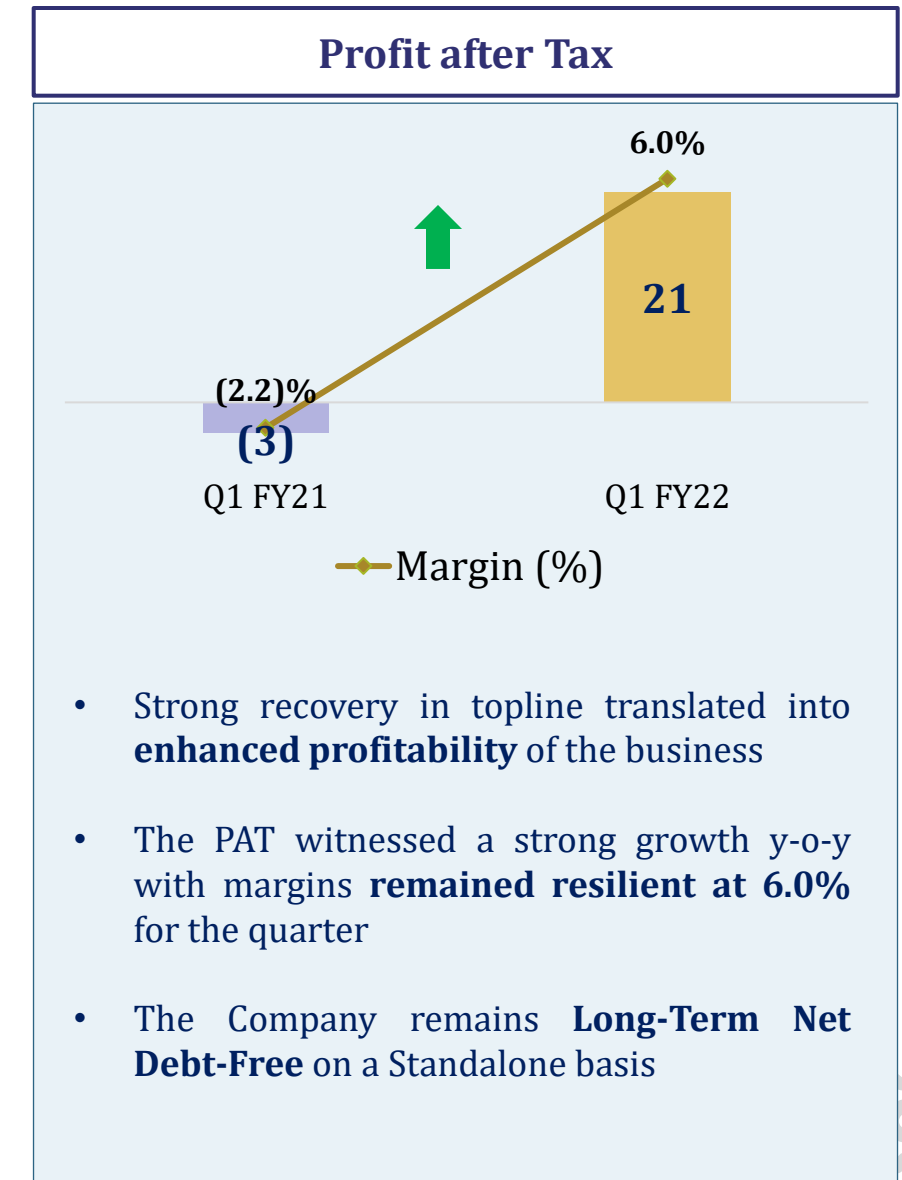 Profit after Tax
6.0%
21
(2.2)%
(3)
Q1 FY21 Q1 FY22
Margin (%)
• Strong recovery in topline translated into
enhanced profitability of the business
• The PAT witnessed a strong growth y-o-y
with margins remained resilient at 6.0%
for the quarter
• The Company remains Long-Term Net
Debt-Free on a Standalone basis